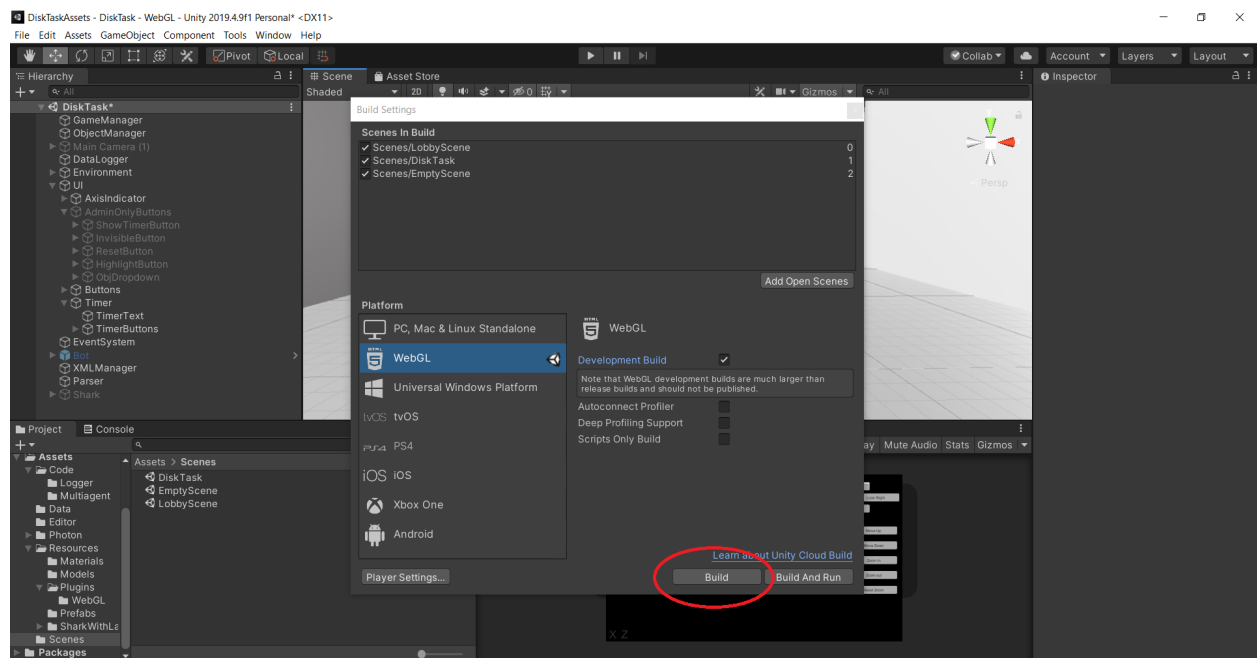 DiskTaskAssets - DiskTask - WebGL - Unity 2019.4.9f1 Personal* <DX11>
File Edit Assets GameObject Component Tools Window Help
Pivot Local Collab Account Layers Layout
Hierarchy
All
DiskTask*
GameManager
ObjectManager
Main Camera (1)
DataLogger
Environment
UI
AxisIndicator
AdminOnlyButtons
ShowTimerButton
InvisibleButton
ResetButton
HighlightButton
ObjDropdown
Buttons
Timer
TimerText
TimerButtons
EventSystem
Bot
XMLManager
Parser
Shark
Scene Asset Store
Shaded 2D 0 Gizmos All
Persp
Inspector
Build Settings
Scenes In Build
Scenes/LobbyScene 0
Scenes/DiskTask 1
Scenes/EmptyScene 2
Add Open Scenes
Platform
PC, Mac & Linux Standalone
HTML 5 WebGL
Universal Windows Platform
tvOS tvOS
PS4 PS4
iOS iOS
Xbox One
Android
HTML 5 WebGL
Development Build
Note that WebGL development builds are much larger than
release builds and should not be published.
Autoconnect Profiler
Deep Profiling Support
Scripts Only Build
Learn about Unity Cloud Build
Player Settings...
Build Build And Run
Project Console
Assets
Code
Logger
Multiagent
Data
Editor
Photon
Resources
Materials
Models
Plugins
WebGL
Prefabs
SharkWithLa
Scenes
Packages
Assets > Scenes
DiskTask
EmptyScene
LobbyScene
ay Mute Audio Stats Gizmos
X Z